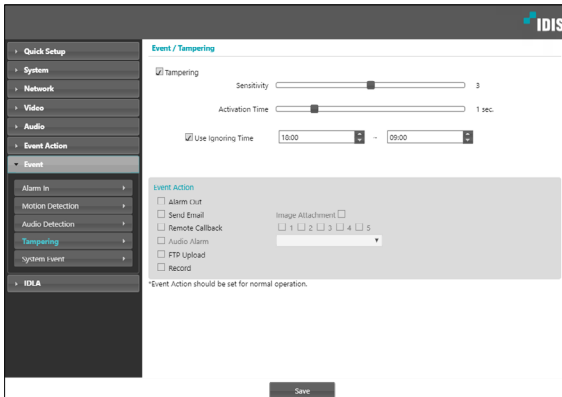 IDIS
Quick Setup
System
Network
Video
Audio
Event Action
Event
Alarm In
Motion Detection
Audio Detection
Tampering
System Event
IDLA
Event / Tampering
Tampering
Sensitivity 3
Activation Time 1 sec.
Use Ignoring Time 18:00 ~ 09:00
Event Action
Alarm Out
Send Email Image Attachment
Remote Callback 1 2 3 4 5
Audio Alarm
FTP Upload
Record
*Event Action should be set for normal operation.
Save